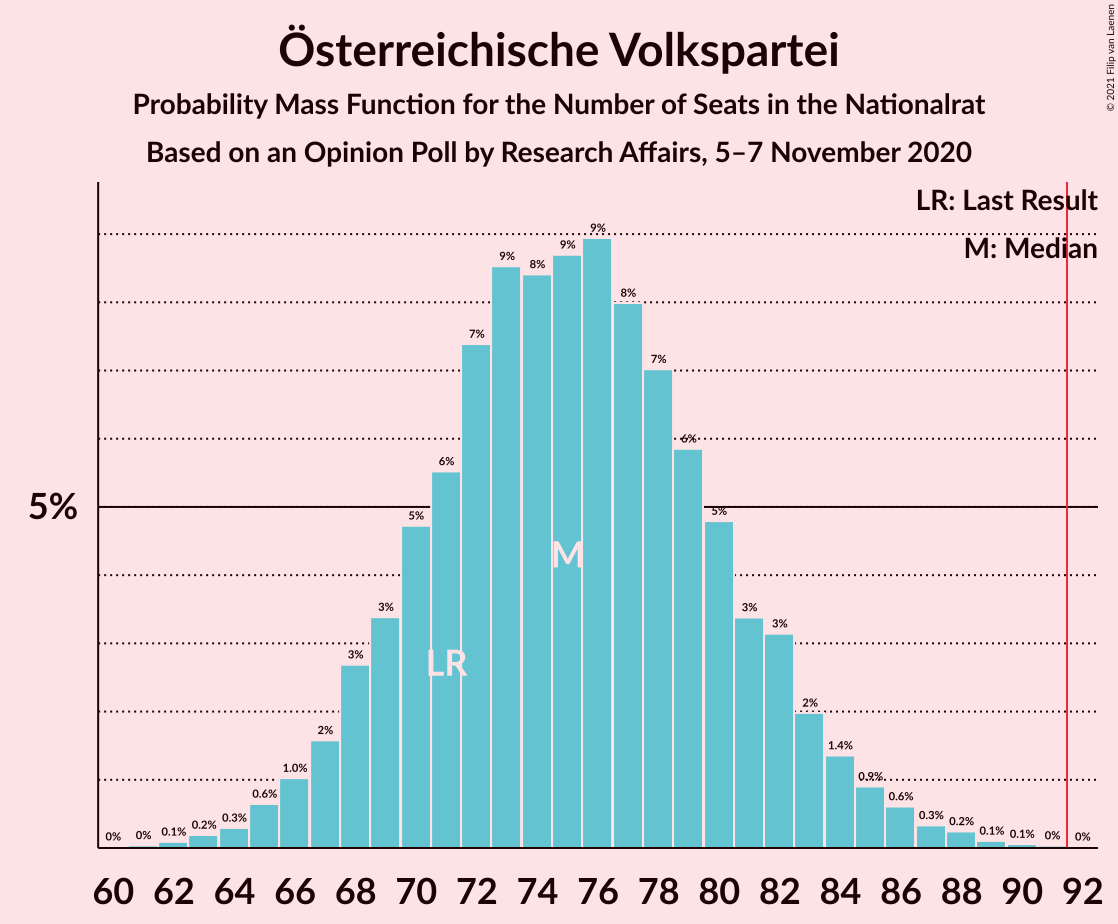 Österreichische Volkspartei
Probability Mass Function for the Number of Seats in the Nationalrat
Based on an Opinion Poll by Research Affairs, 5–7 November 2020
© 2021 Filip van Laenen
LR: Last Result
M: Median
5%
0% 0% 0.1% 0.2% 0.3% 0.6% 1.0% 2% 3% 3% 5% 6% 7% 9% 8% 9% 9% 8% 7% 6% 5% 3% 3% 2% 1.4% 0.9% 0.6% 0.3% 0.2% 0.1% 0.1% 0% 0%
M
LR
60 62 64 66 68 70 72 74 76 78 80 82 84 86 88 90 92